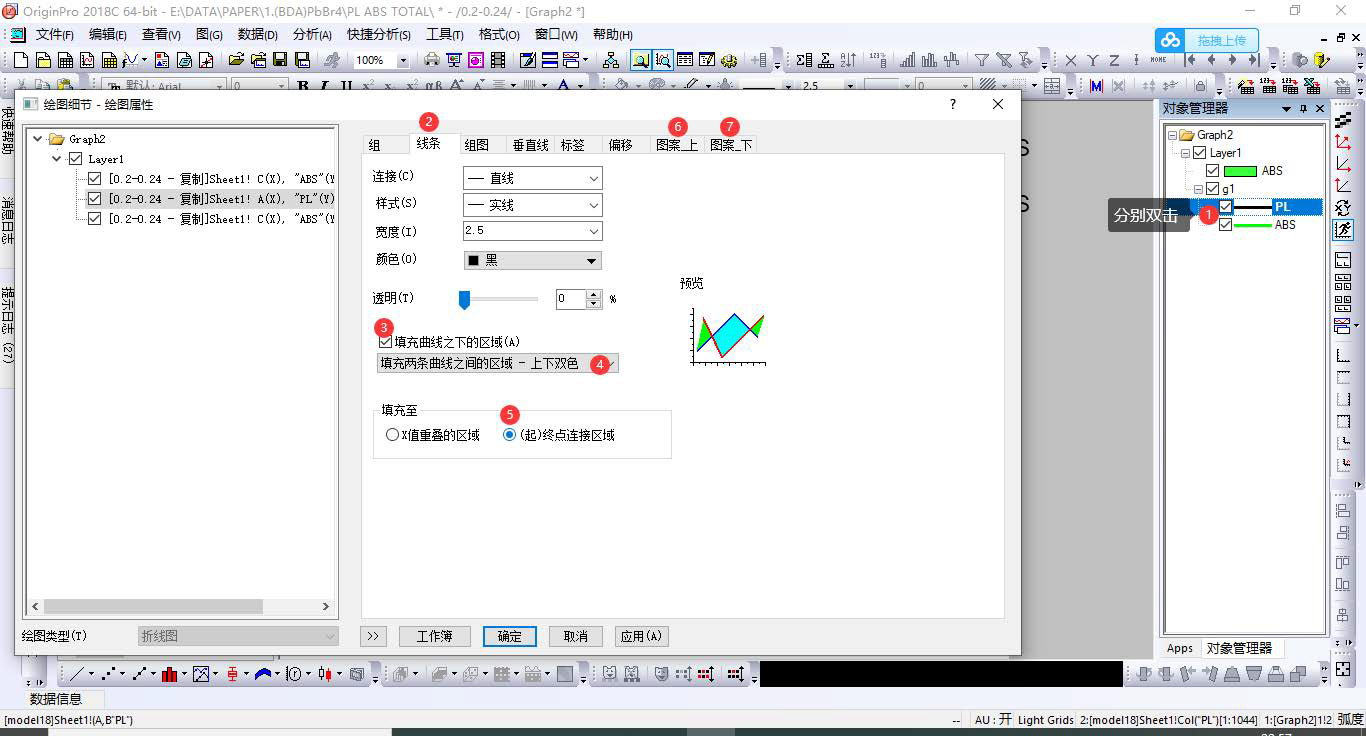 OriginPro 2018C 64-bit - E:\DATA\PAPER\1.(BDA)PbBr4\PL ABS TOTAL\ * - /0.2-0.24/ - [Graph2 *]
文件(F) 编辑(E) 查看(V) 图(G) 数据(D) 分析(A) 快捷分析(S) 工具(T) 格式(O) 窗口(W) 帮助(H)
拖拽上传
100%
X Y Z HOME
默认: Arial 0 B I U 2.5 0
快速帮助
消息日志
提示日志 (27)
绘图细节 - 绘图属性
?
Graph2
Layer1
[0.2-0.24 - 复制]Sheet1! C(X), "ABS"(Y
[0.2-0.24 - 复制]Sheet1! A(X), "PL"(Y)
[0.2-0.24 - 复制]Sheet1! C(X), "ABS"(Y
2 6 7
组 线条 组图 垂直线 标签 偏移 图案_上 图案_下
连接(C) 直线
样式(S) 实线
宽度(I) 2.5
颜色(O) 黑
透明(T) 0 %
预览
3
填充曲线之下的区域(A)
填充两条曲线之间的区域 - 上下双色 4
填充至 5
X值重叠的区域 (起)终点连接区域
绘图类型(T) 折线图
>> 工作簿 确定 取消 应用(A)
S
S
对象管理器
Graph2
Layer1
ABS
g1
分别双击 1 PL
ABS
Apps 对象管理器
数据信息
[model18]Sheet1!(A,B"PL")
-- AU : 开 Light Grids 2:[model18]Sheet1!Col("PL")[1:1044] 1:[Graph2]1!2 弧度